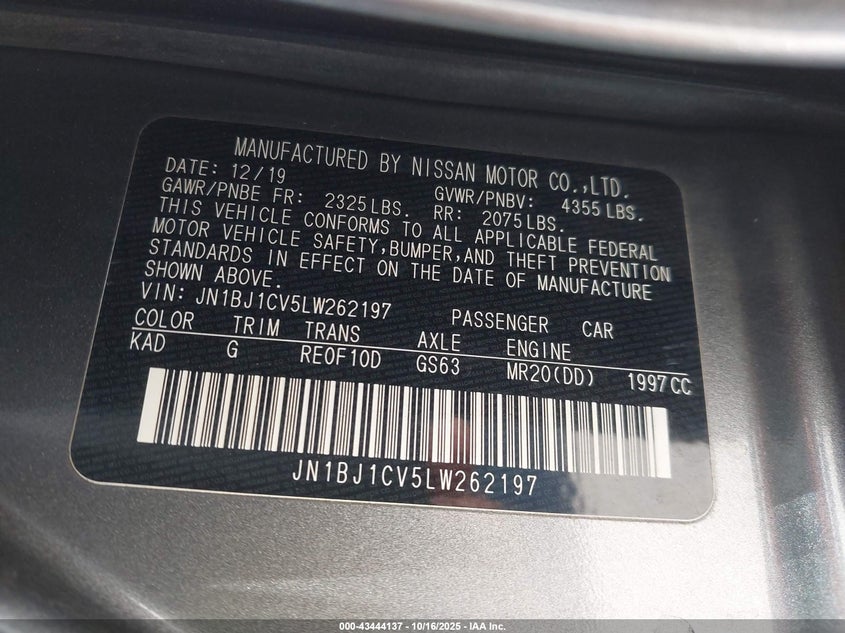 MANUFACTURED BY NISSAN MOTOR CO.,LTD.
DATE: 12/19 GVWR/PNBV: 4355 LBS.
GAWR/PNBE FR: 2325 LBS. RR: 2075 LBS.
THIS VEHICLE CONFORMS TO ALL APPLICABLE FEDERAL
MOTOR VEHICLE SAFETY,BUMPER,AND THEFT PREVENTION
STANDARDS IN EFFECT ON THE DATE OF MANUFACTURE
SHOWN ABOVE.
VIN: JN1BJ1CV5LW262197 PASSENGER CAR
COLOR TRIM TRANS AXLE ENGINE
KAD G RE0F10D GS63 MR20(DD) 1997CC
JN1BJ1CV5LW262197
000-43444137 - 10/16/2025 - IAA Inc.